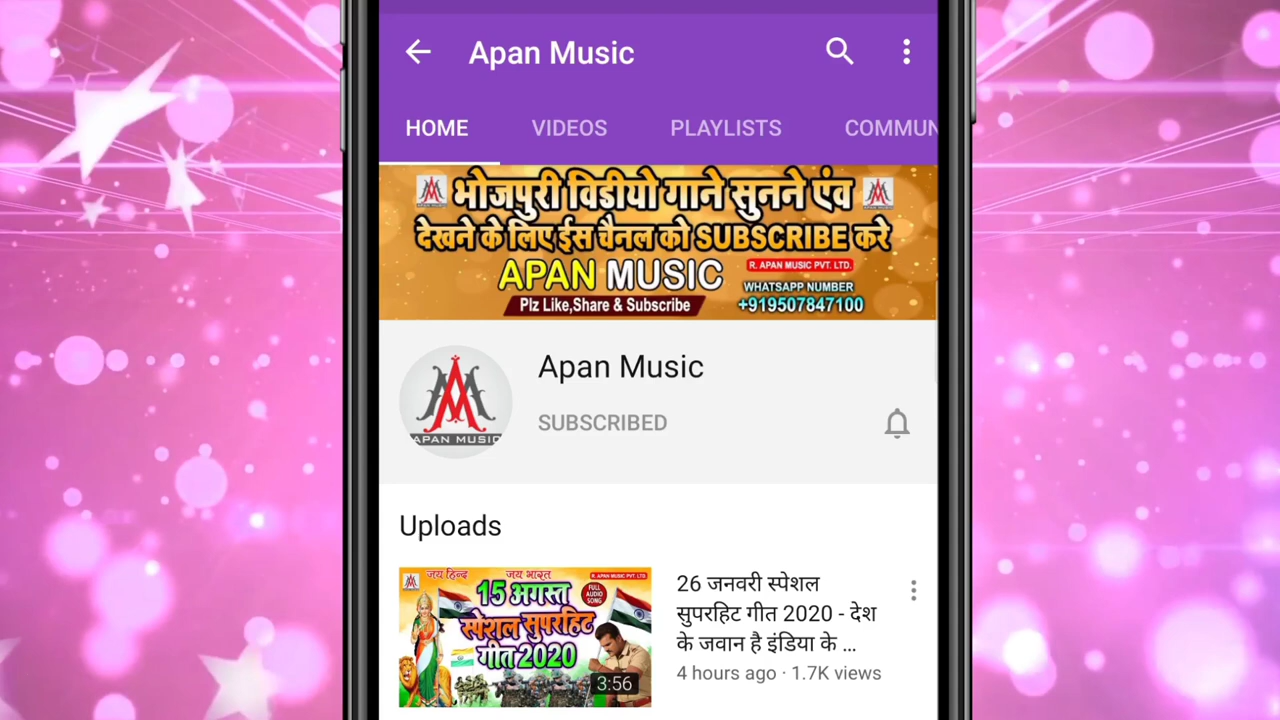 Apan Music
HOME VIDEOS PLAYLISTS COMMUN
भोजपुरी विडीयो गाने सुनने एंव
देखने के लिए ईस चैनल को SUBSCRIBE करे
APAN MUSIC
R. APAN MUSIC PVT. LTD.
WHATSAPP NUMBER
+919507847100
Plz Like,Share & Subscribe
Apan Music
SUBSCRIBED
APAN MUSIC
Uploads
जय हिन्द जय भारत
R. APAN MUSIC PVT. LTD
15 अगस्त
FULL
AUDIO
SONG
स्पेशल सुपरहिट
गीत 2020
3:56
26 जनवरी स्पेशल
सुपरहिट गीत 2020 - देश
के जवान है इंडिया के ...
4 hours ago · 1.7K views